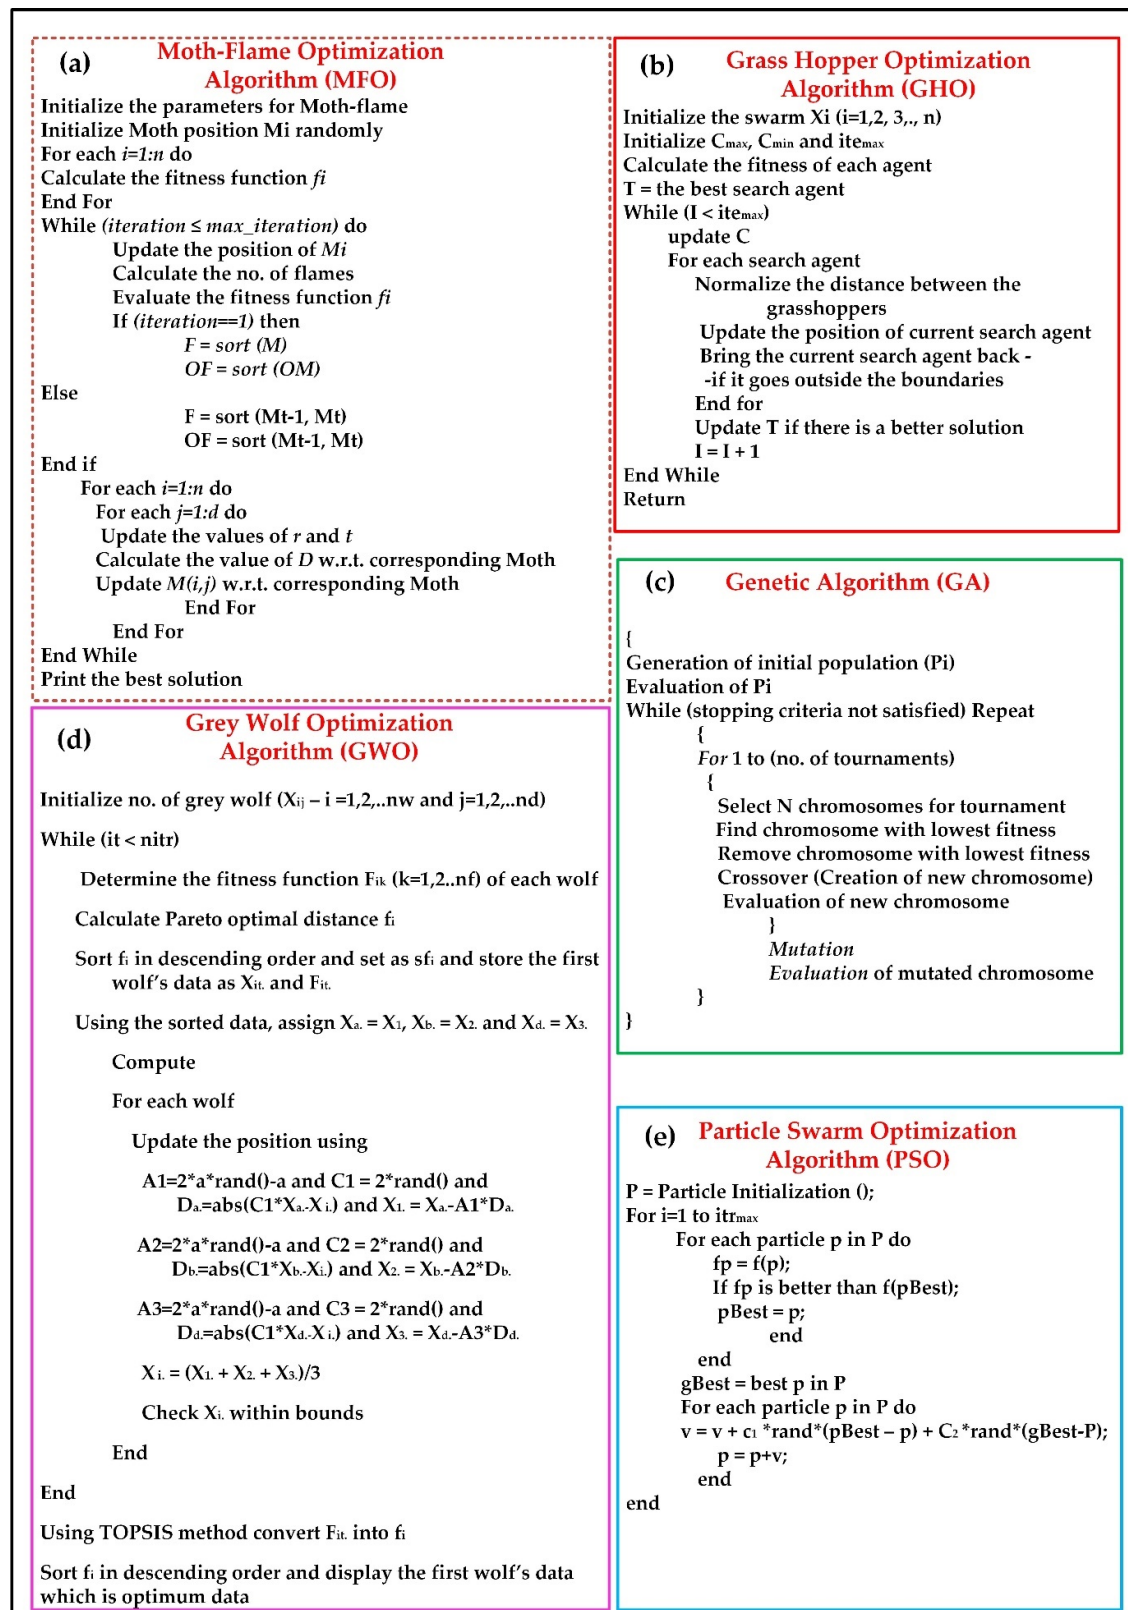 (a)
Moth-Flame Optimization
Algorithm (MFO)
Initialize the parameters for Moth-flame
Initialize Moth position Mi randomly
For each i=1:n do
Calculate the fitness function fi
End For
While (iteration ≤ max_iteration) do
Update the position of Mi
Calculate the no. of flames
Evaluate the fitness function fi
If (iteration==1) then
F = sort (M)
OF = sort (OM)
Else
F = sort (Mt-1, Mt)
OF = sort (Mt-1, Mt)
End if
For each i=1:n do
For each j=1:d do
Update the values of r and t
Calculate the value of D w.r.t. corresponding Moth
Update M(i,j) w.r.t. corresponding Moth
End For
End For
End While
Print the best solution
(b)
Grass Hopper Optimization
Algorithm (GHO)
Initialize the swarm Xi (i=1,2, 3,., n)
Initialize Cmax, Cmin and itemax
Calculate the fitness of each agent
T = the best search agent
While (I < itemax)
update C
For each search agent
Normalize the distance between the
grasshoppers
Update the position of current search agent
Bring the current search agent back -
-if it goes outside the boundaries
End for
Update T if there is a better solution
I = I + 1
End While
Return
(c)
Genetic Algorithm (GA)
{
Generation of initial population (Pi)
Evaluation of Pi
While (stopping criteria not satisfied) Repeat
{
For 1 to (no. of tournaments)
{
Select N chromosomes for tournament
Find chromosome with lowest fitness
Remove chromosome with lowest fitness
Crossover (Creation of new chromosome)
Evaluation of new chromosome
}
Mutation
Evaluation of mutated chromosome
}
}
(d)
Grey Wolf Optimization
Algorithm (GWO)
Initialize no. of grey wolf (Xij – i =1,2,..nw and j=1,2,..nd)
While (it < nitr)
Determine the fitness function Fik (k=1,2..nf) of each wolf
Calculate Pareto optimal distance fi
Sort fi in descending order and set as sfi and store the first
wolf's data as Xit. and Fit.
Using the sorted data, assign Xa. = X1, Xb. = X2. and Xd. = X3.
Compute
For each wolf
Update the position using
A1=2*a*rand()-a and C1 = 2*rand() and
Da.=abs(C1*Xa.-Xi.) and X1. = Xa.-A1*Da.
A2=2*a*rand()-a and C2 = 2*rand() and
Db.=abs(C1*Xb.-Xi.) and X2. = Xb.-A2*Db.
A3=2*a*rand()-a and C3 = 2*rand() and
Dd.=abs(C1*Xd.-Xi.) and X3. = Xd.-A3*Dd.
Xi. = (X1. + X2. + X3.)/3
Check Xi. within bounds
End
End
Using TOPSIS method convert Fit. into fi
Sort fi in descending order and display the first wolf's data
which is optimum data
(e)
Particle Swarm Optimization
Algorithm (PSO)
P = Particle Initialization ();
For i=1 to itrmax
For each particle p in P do
fp = f(p);
If fp is better than f(pBest);
pBest = p;
end
end
gBest = best p in P
For each particle p in P do
v = v + c1 *rand*(pBest – p) + C2 *rand*(gBest-P);
p = p+v;
end
end